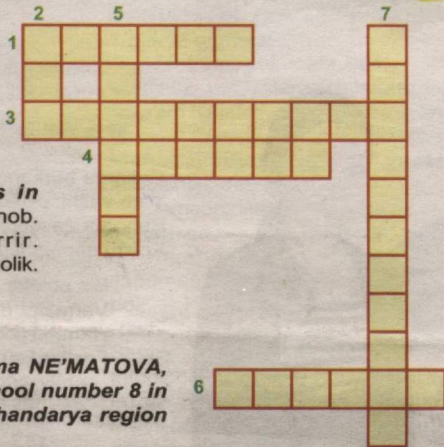 2 5 7
1
3
4
s in
nob.
rrir.
olik.
na NE'MATOVA,
ool number 8 in
handarya region
6